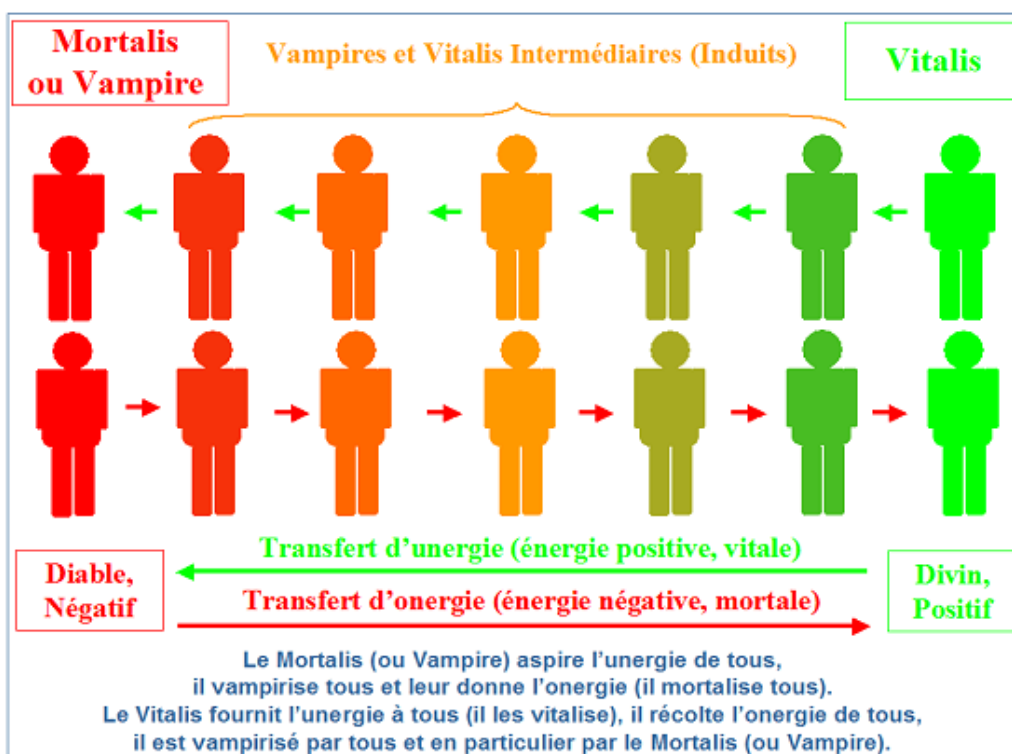 Mortalis
ou Vampire
Vampires et Vitalis Intermédiaires (Induits)
Vitalis
Transfert d'unergie (énergie positive, vitale)
Diable,
Négatif
Transfert d'onergie (énergie négative, mortale)
Divin,
Positif
Le Mortalis (ou Vampire) aspire l'unergie de tous,
il vampirise tous et leur donne l'onergie (il mortalise tous).
Le Vitalis fournit l'unergie à tous (il les vitalise), il récolte l'onergie de tous,
il est vampirisé par tous et en particulier par le Mortalis (ou Vampire).